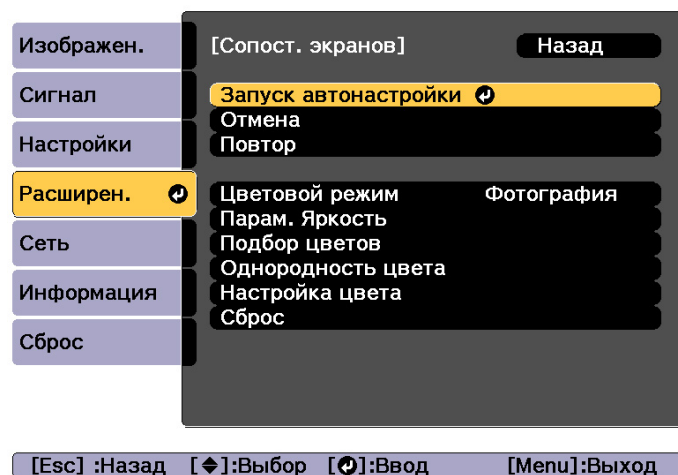 Изображен.
Сигнал
Настройки
Расширен.
Сеть
Информация
Сброс
[Сопост. экранов] Назад
Запуск автонастройки
Отмена
Повтор
Цветовой режим Фотография
Парам. Яркость
Подбор цветов
Однородность цвета
Настройка цвета
Сброс
[Esc] :Назад [◆]:Выбор [↵]:Ввод [Menu]:Выход